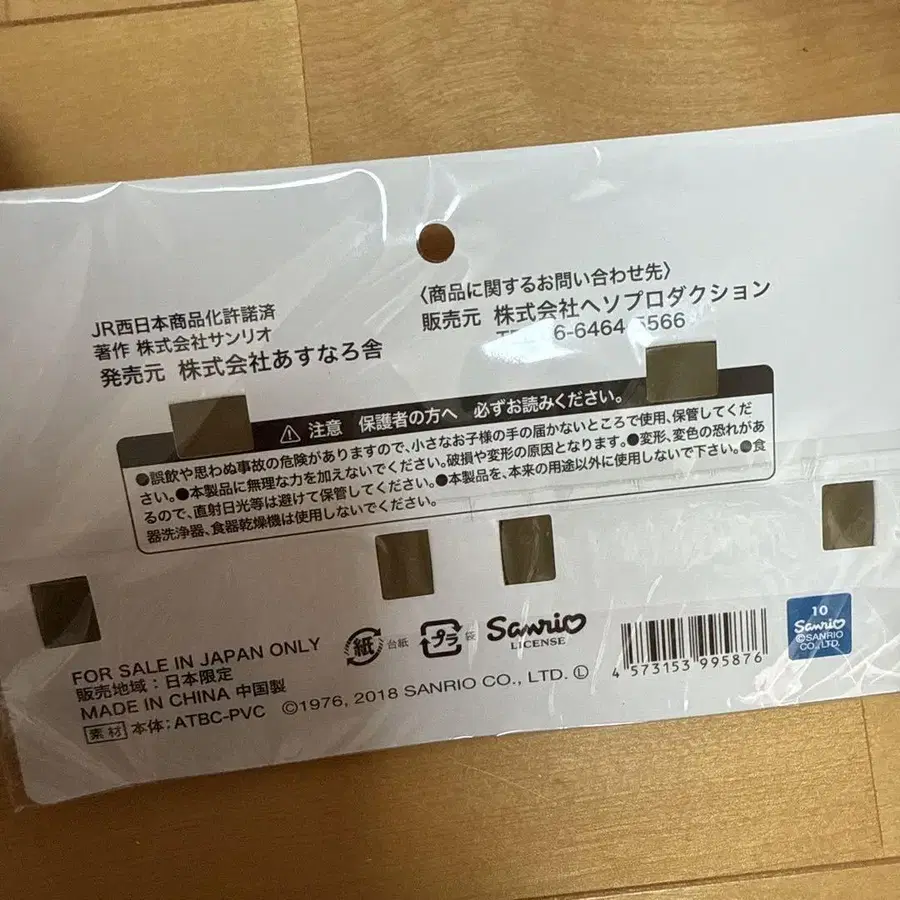 JR西日本商品化許諾済
著作 株式会社サンリオ
発売元 株式会社あすなろ舎
〈商品に関するお問い合わせ先〉
販売元 株式会社ヘソプロダクション
6-6464-5566
注意 保護者の方へ 必ずお読みください。
●誤飲や思わぬ事故の危険がありますので、小さなお子様の手の届かないところで使用、保管してくだ
さい。●本製品に無理な力を加えないでください。破損や変形の原因となります。●変形、変色の恐れがあ
るので、直射日光等は避けて保管してください。●本製品を、本来の用途以外に使用しないで下さい。●食
器洗浄器、食器乾燥機は使用しないでください。
FOR SALE IN JAPAN ONLY
販売地域:日本限定
MADE IN CHINA 中国製
素材 本体:ATBC-PVC
紙 台紙
プラ 袋
Sanrio
LICENSE
©1976, 2018 SANRIO CO., LTD. Ⓛ
4 573153 995876
10
Sanrio
©SANRIO
CO.,LTD.